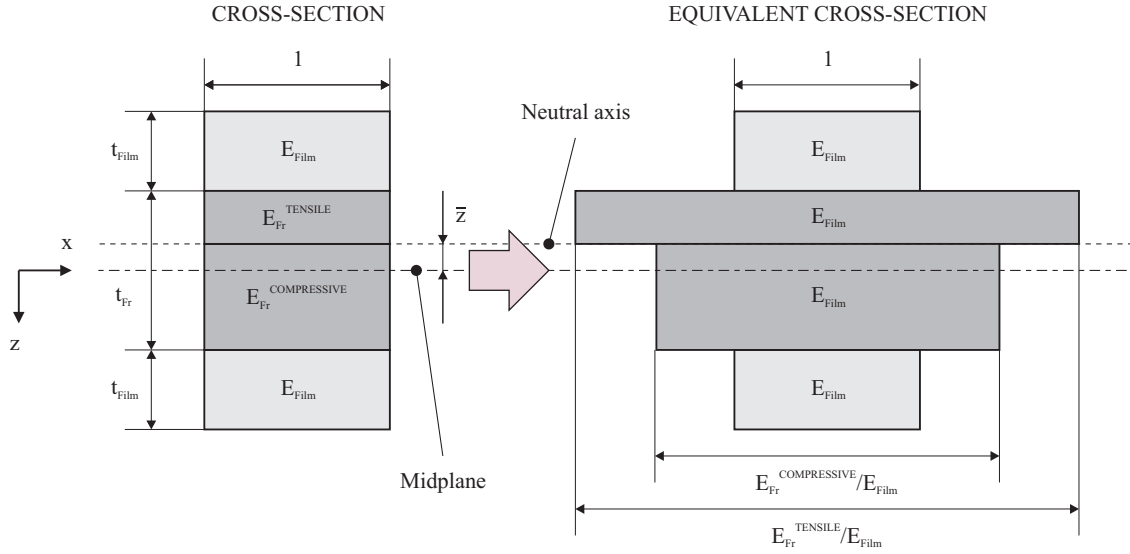 CROSS-SECTION
EQUIVALENT CROSS-SECTION
1
1
Neutral axis
t_Film
E_Film
E_Film
E_Fr^TENSILE
z̅
E_Film
x
t_Fr
E_Fr^COMPRESSIVE
E_Film
z
t_Film
E_Film
E_Film
Midplane
E_Fr^COMPRESSIVE/E_Film
E_Fr^TENSILE/E_Film